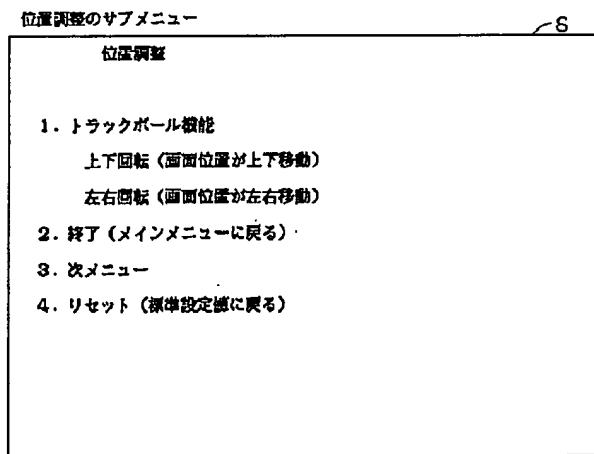 位置調整のサブメニュー
6
位置調整
1. トラックボール機能
上下回転（画面位置が上下移動）
左右回転（画面位置が左右移動）
2. 終了（メインメニューに戻る）
3. 次メニュー
4. リセット（標準設定値に戻る）